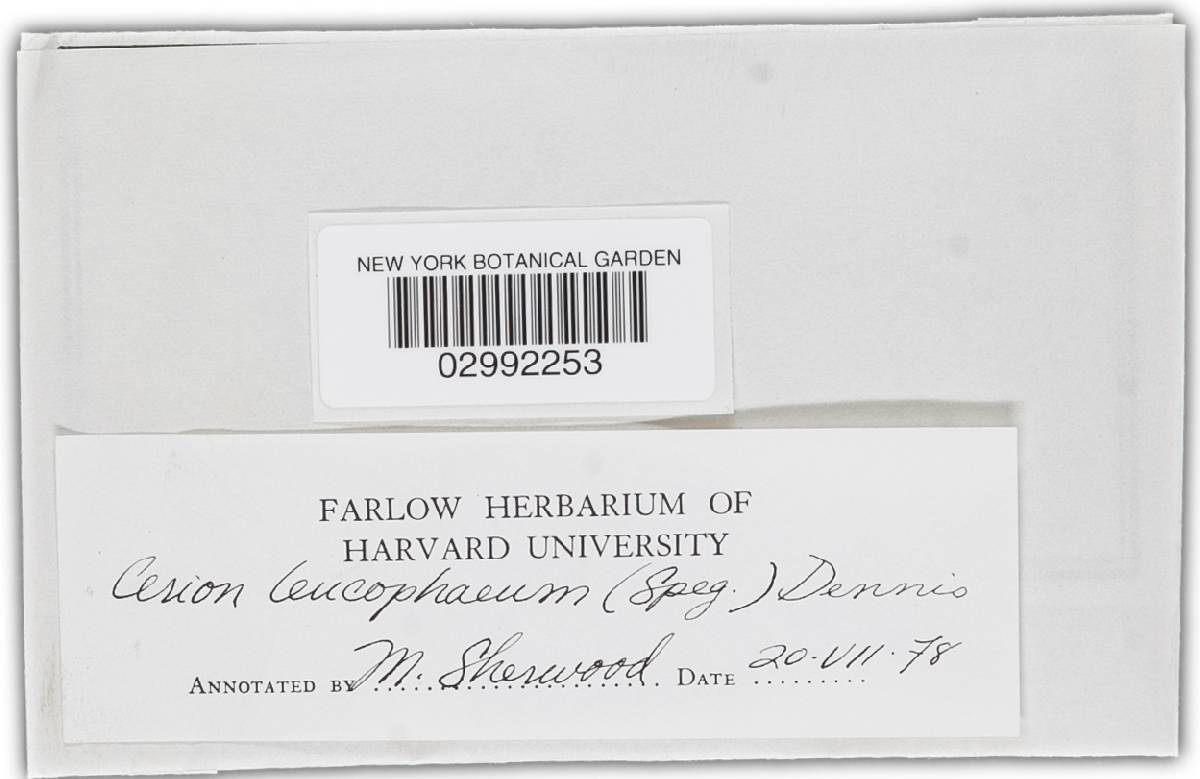 NEW YORK BOTANICAL GARDEN
02992253
FARLOW HERBARIUM OF
HARVARD UNIVERSITY
Cerion leucophaeum (Speg.) Dennis
ANNOTATED BY M. Sherwood. DATE 20·VII·78